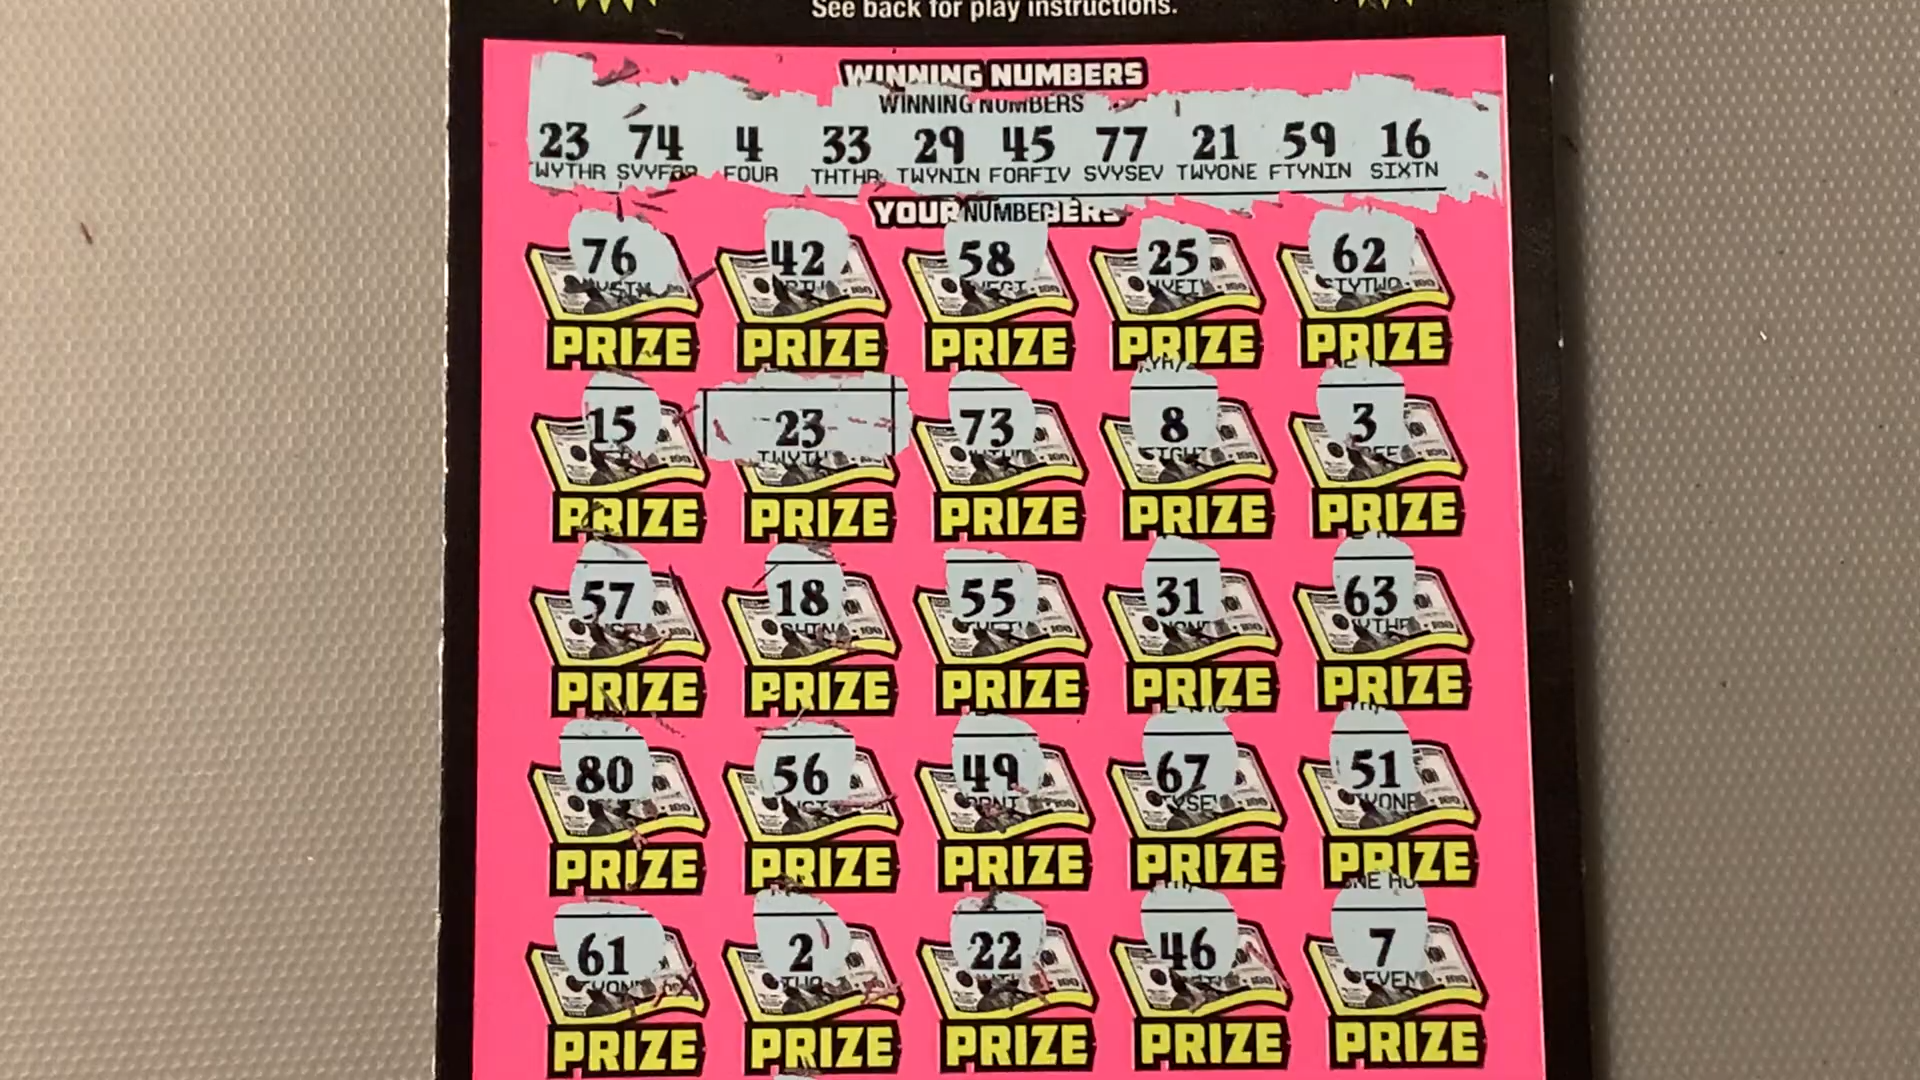 See back for play instructions.
WINNING NUMBERS
WINNING NUMBERS
23 74 4 33 29 45 77 21 59 16
WYTHR SVYFOR FOUR THTHR TWYNIN FORFIV SVYSEV TWYONE FTYNIN SIXTN
YOUR NUMBERS
76 42 58 25 62
PRIZE PRIZE PRIZE PRIZE PRIZE
15 23 73 8 3
PRIZE PRIZE PRIZE PRIZE PRIZE
57 18 55 31 63
PRIZE PRIZE PRIZE PRIZE PRIZE
80 56 49 67 51
PRIZE PRIZE PRIZE PRIZE PRIZE
61 2 22 46 7
PRIZE PRIZE PRIZE PRIZE PRIZE